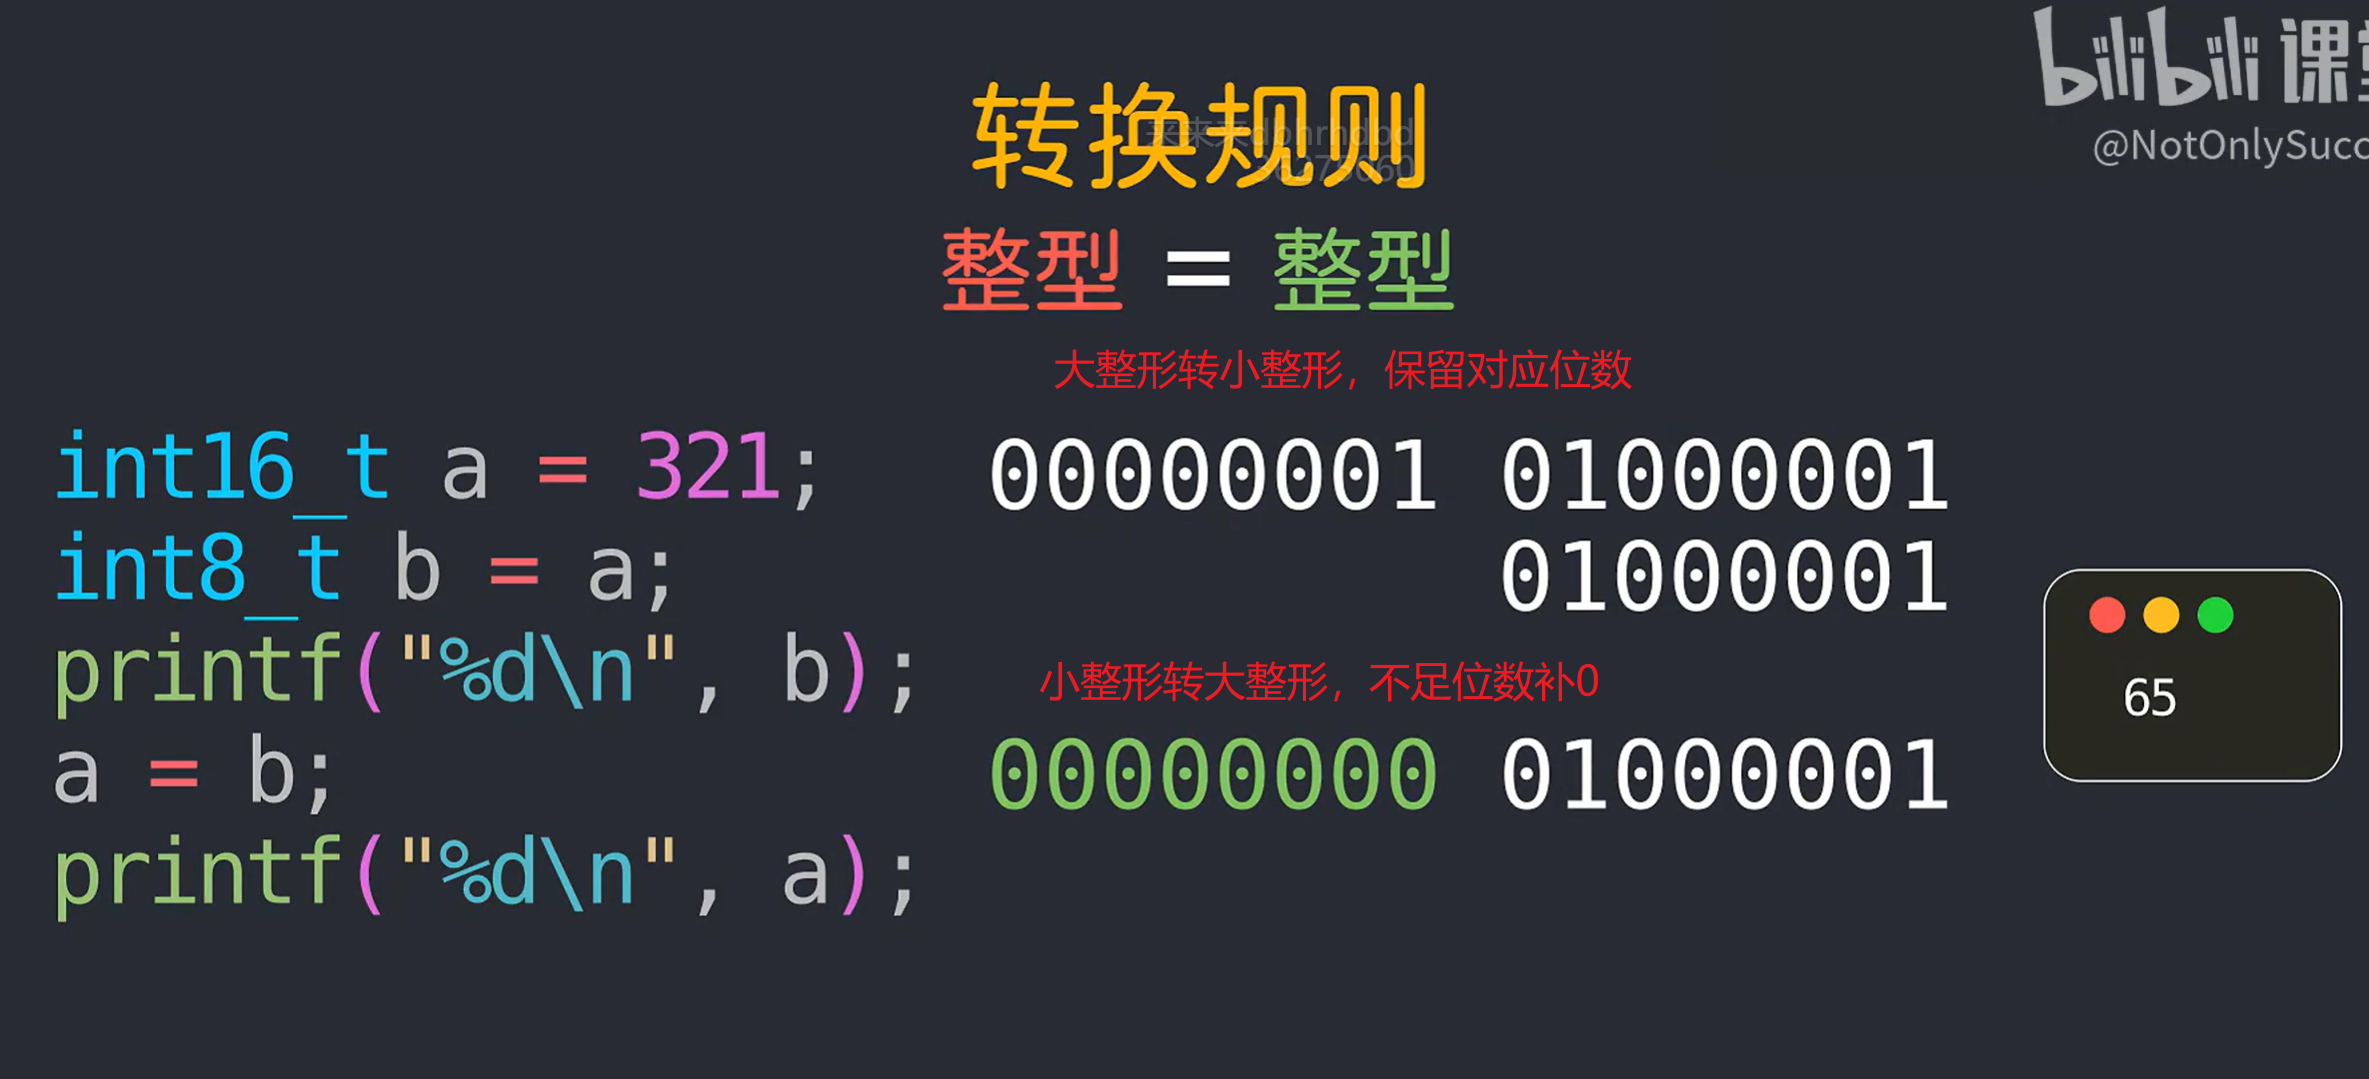 bilibili 课堂
@NotOnlySucc
转换规则
整型 = 整型
大整形转小整形，保留对应位数
int16_t a = 321; 00000001 01000001
int8_t b = a; 01000001
printf("%d\n", b);
小整形转大整形，不足位数补0
65
a = b; 00000000 01000001
printf("%d\n", a);